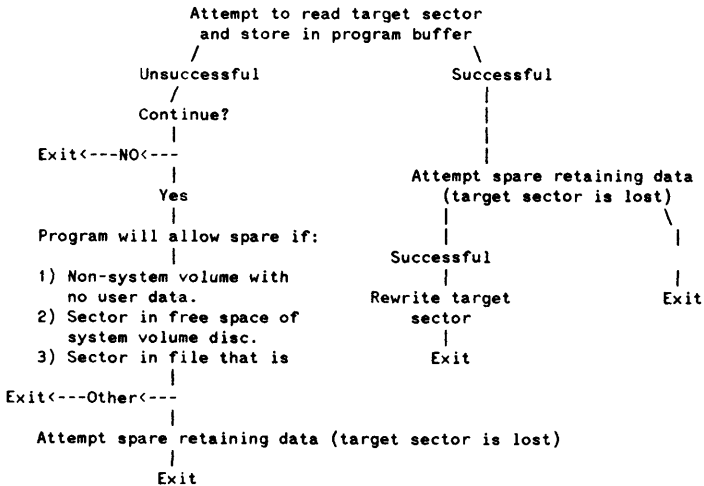 Attempt to read target sector
and store in program buffer
Unsuccessful Successful
Continue?
Exit<---NO<---
Attempt spare retaining data
Yes (target sector is lost)
Program will allow spare if:
Successful
1) Non-system volume with
no user data. Rewrite target Exit
2) Sector in free space of sector
system volume disc.
3) Sector in file that is Exit
Exit<---Other<---
Attempt spare retaining data (target sector is lost)
Exit